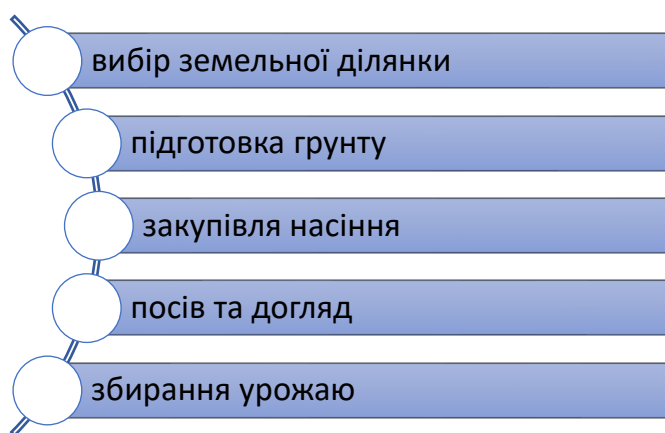 вибір земельної ділянки
підготовка грунту
закупівля насіння
посів та догляд
збирання урожаю